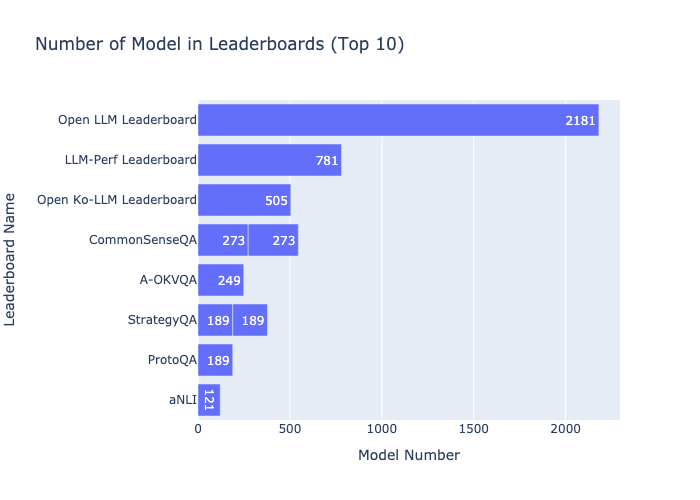 Number of Model in Leaderboards (Top 10)
Leaderboard Name
Open LLM Leaderboard 2181
LLM-Perf Leaderboard 781
Open Ko-LLM Leaderboard 505
CommonSenseQA 273 273
A-OKVQA 249
StrategyQA 189 189
ProtoQA 189
aNLI 121
0 500 1000 1500 2000
Model Number